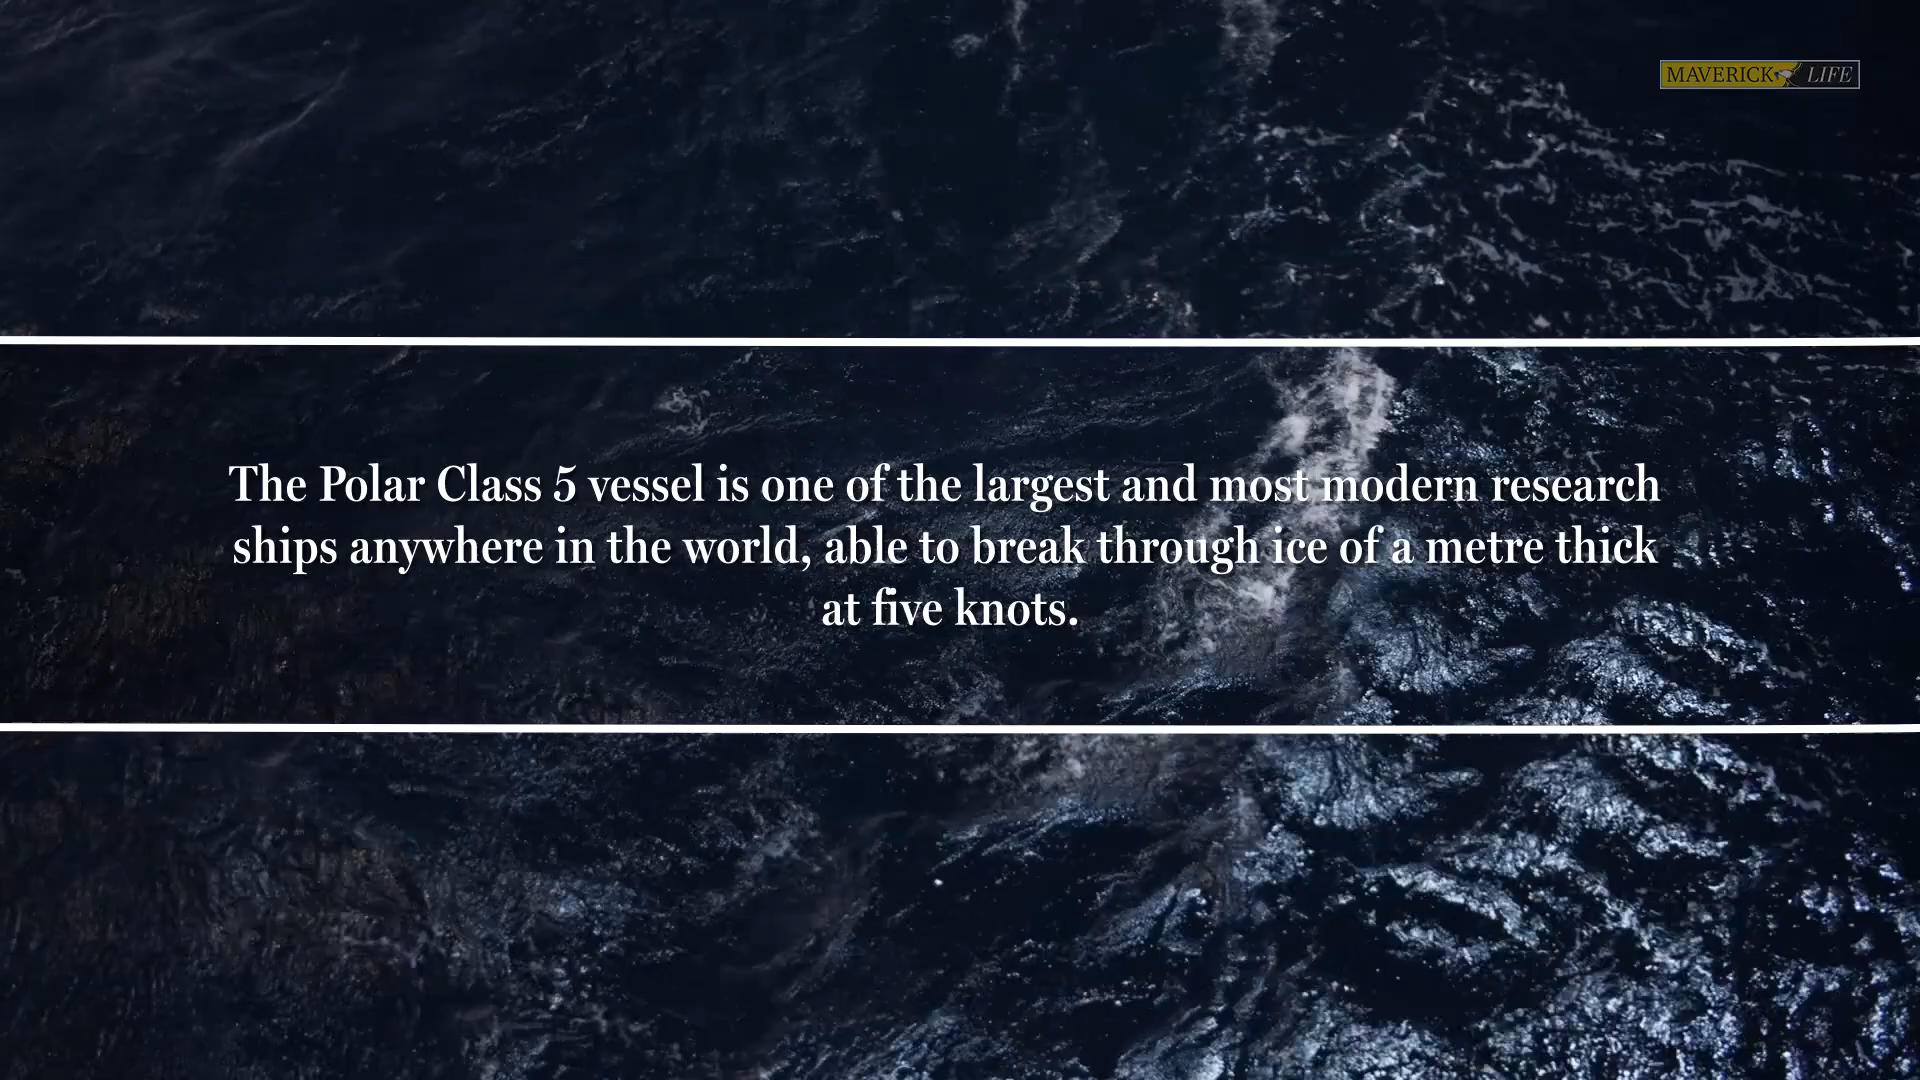 MAVERICK LIFE
The Polar Class 5 vessel is one of the largest and most modern research
ships anywhere in the world, able to break through ice of a metre thick
at five knots.